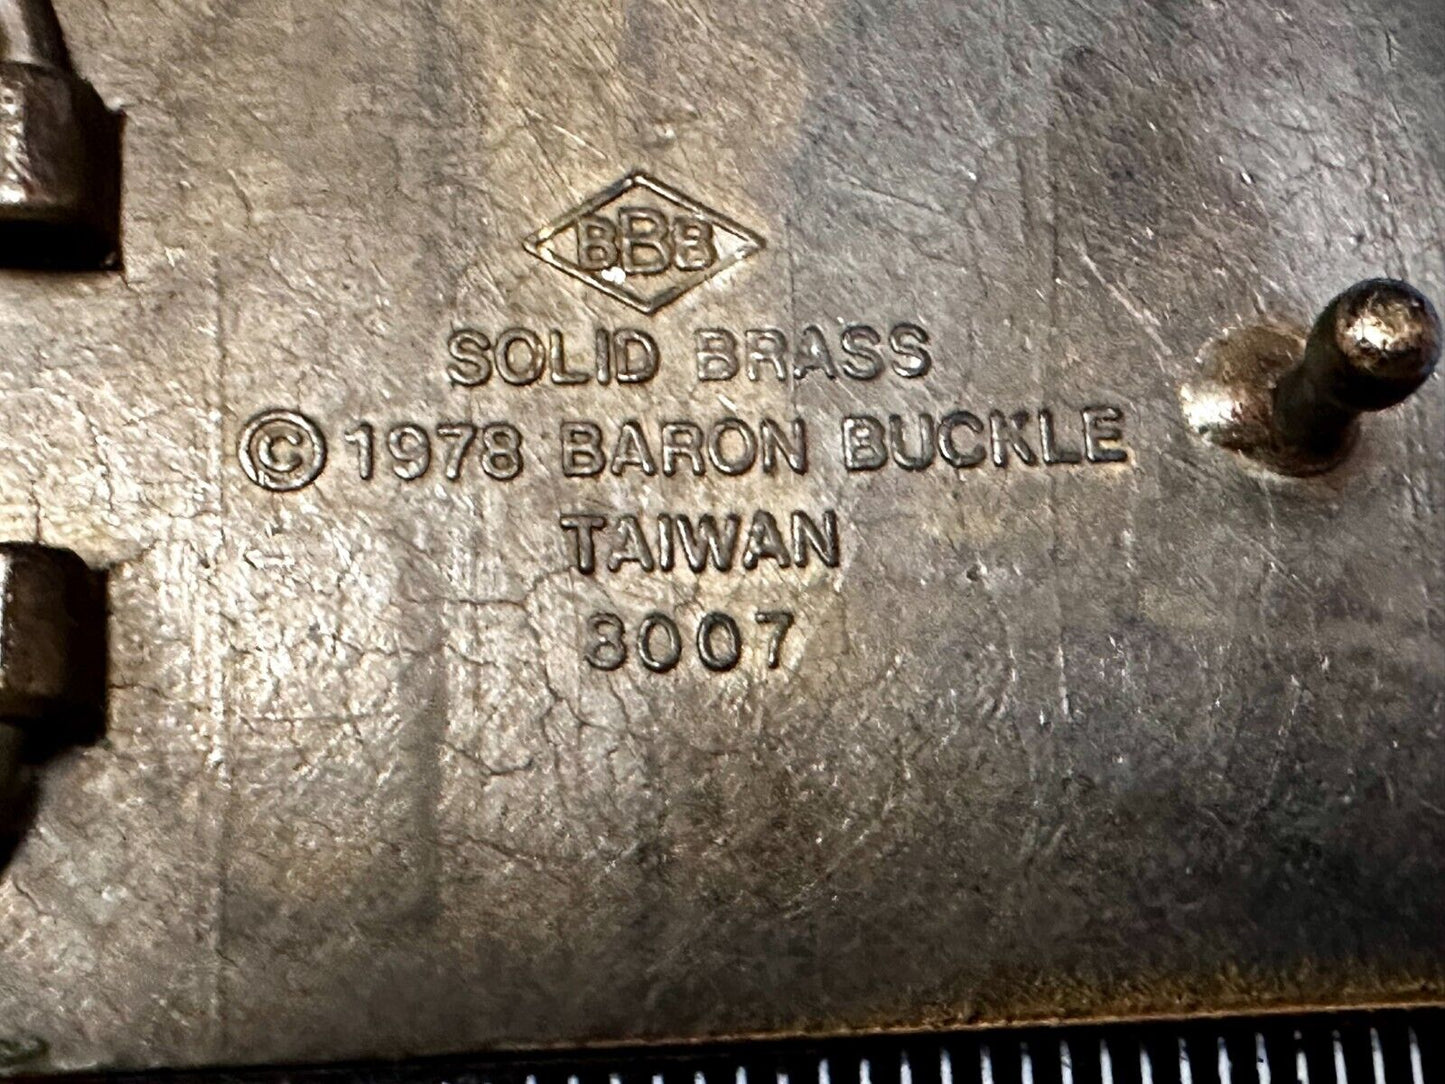 BBB
SOLID BRASS
© 1978 BARON BUCKLE
TAIWAN
8007